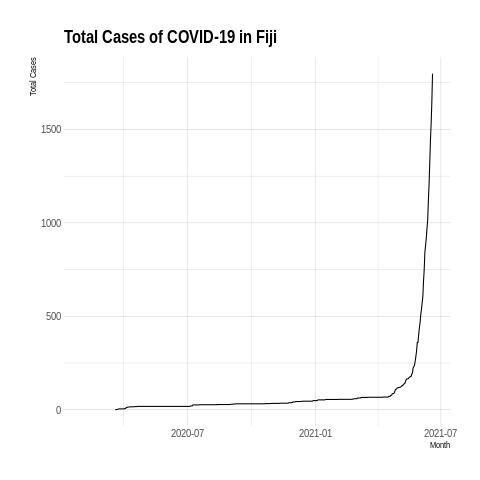 Total Cases of COVID-19 in Fiji
Total Cases
1500
1000
500
0
2020-07
2021-01
2021-07
Month